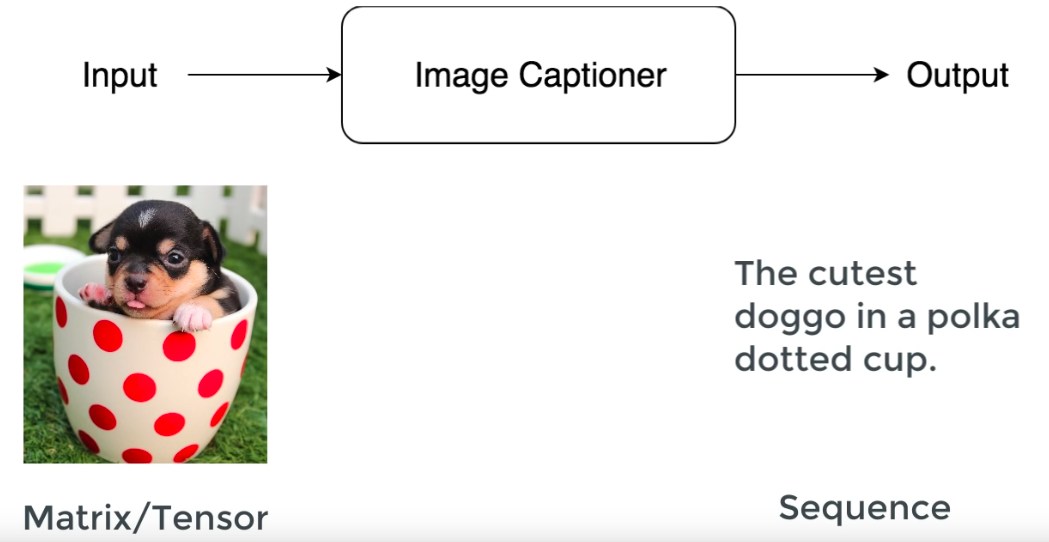 Input
Image Captioner
Output
The cutest
doggo in a polka
dotted cup.
Matrix/Tensor
Sequence